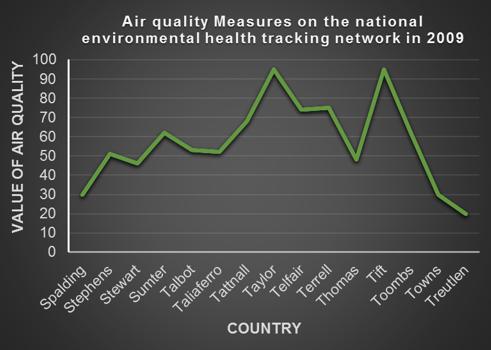 Air quality Measures on the national
environmental health tracking network in 2009
VALUE OF AIR QUALITY
100
90
80
70
60
50
40
30
20
10
0
Spalding
Stephens
Stewart
Sumter
Talbot
Taliaferro
Tattnall
Taylor
Telfair
Terrell
Thomas
Tift
Toombs
Towns
Treutlen
COUNTRY